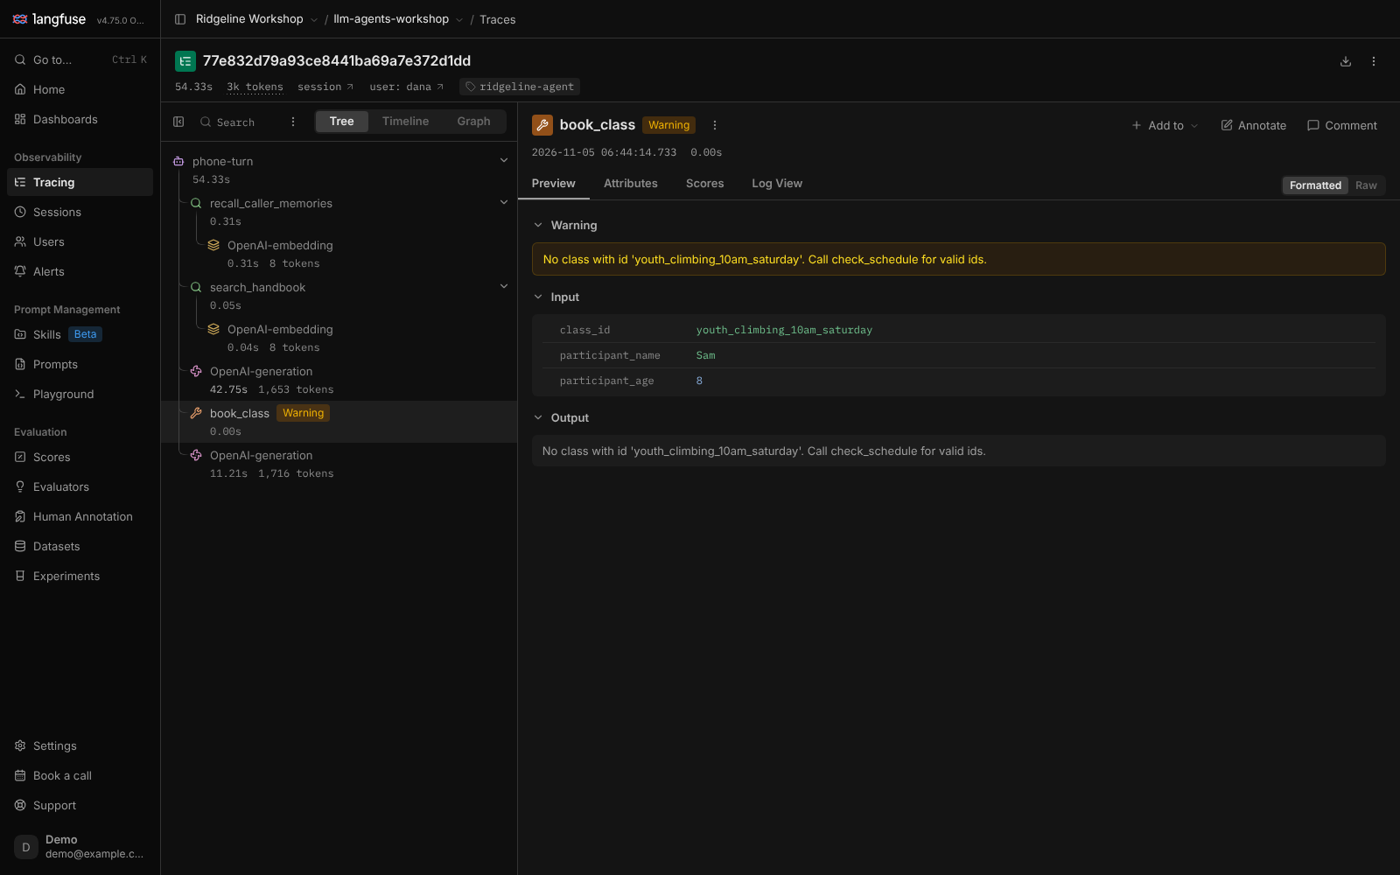 langfuse v4.75.0 O...
Go to... Ctrl K
Home
Dashboards
Observability
Tracing
Sessions
Users
Alerts
Prompt Management
Skills Beta
Prompts
Playground
Evaluation
Scores
Evaluators
Human Annotation
Datasets
Experiments
Settings
Book a call
Support
D
Demo
demo@example.c...
Ridgeline Workshop / llm-agents-workshop / Traces
77e832d79a93ce8441ba69a7e372d1dd
54.33s 3k tokens session ↗ user: dana ↗ ridgeline-agent
Search Tree Timeline Graph
phone-turn
54.33s
recall_caller_memories
0.31s
OpenAI-embedding
0.31s 8 tokens
search_handbook
0.05s
OpenAI-embedding
0.04s 8 tokens
OpenAI-generation
42.75s 1,653 tokens
book_class Warning
0.00s
OpenAI-generation
11.21s 1,716 tokens
book_class Warning
Add to Annotate Comment
2026-11-05 06:44:14.733 0.00s
Preview Attributes Scores Log View
Formatted Raw
Warning
No class with id 'youth_climbing_10am_saturday'. Call check_schedule for valid ids.
Input
class_id youth_climbing_10am_saturday
participant_name Sam
participant_age 8
Output
No class with id 'youth_climbing_10am_saturday'. Call check_schedule for valid ids.